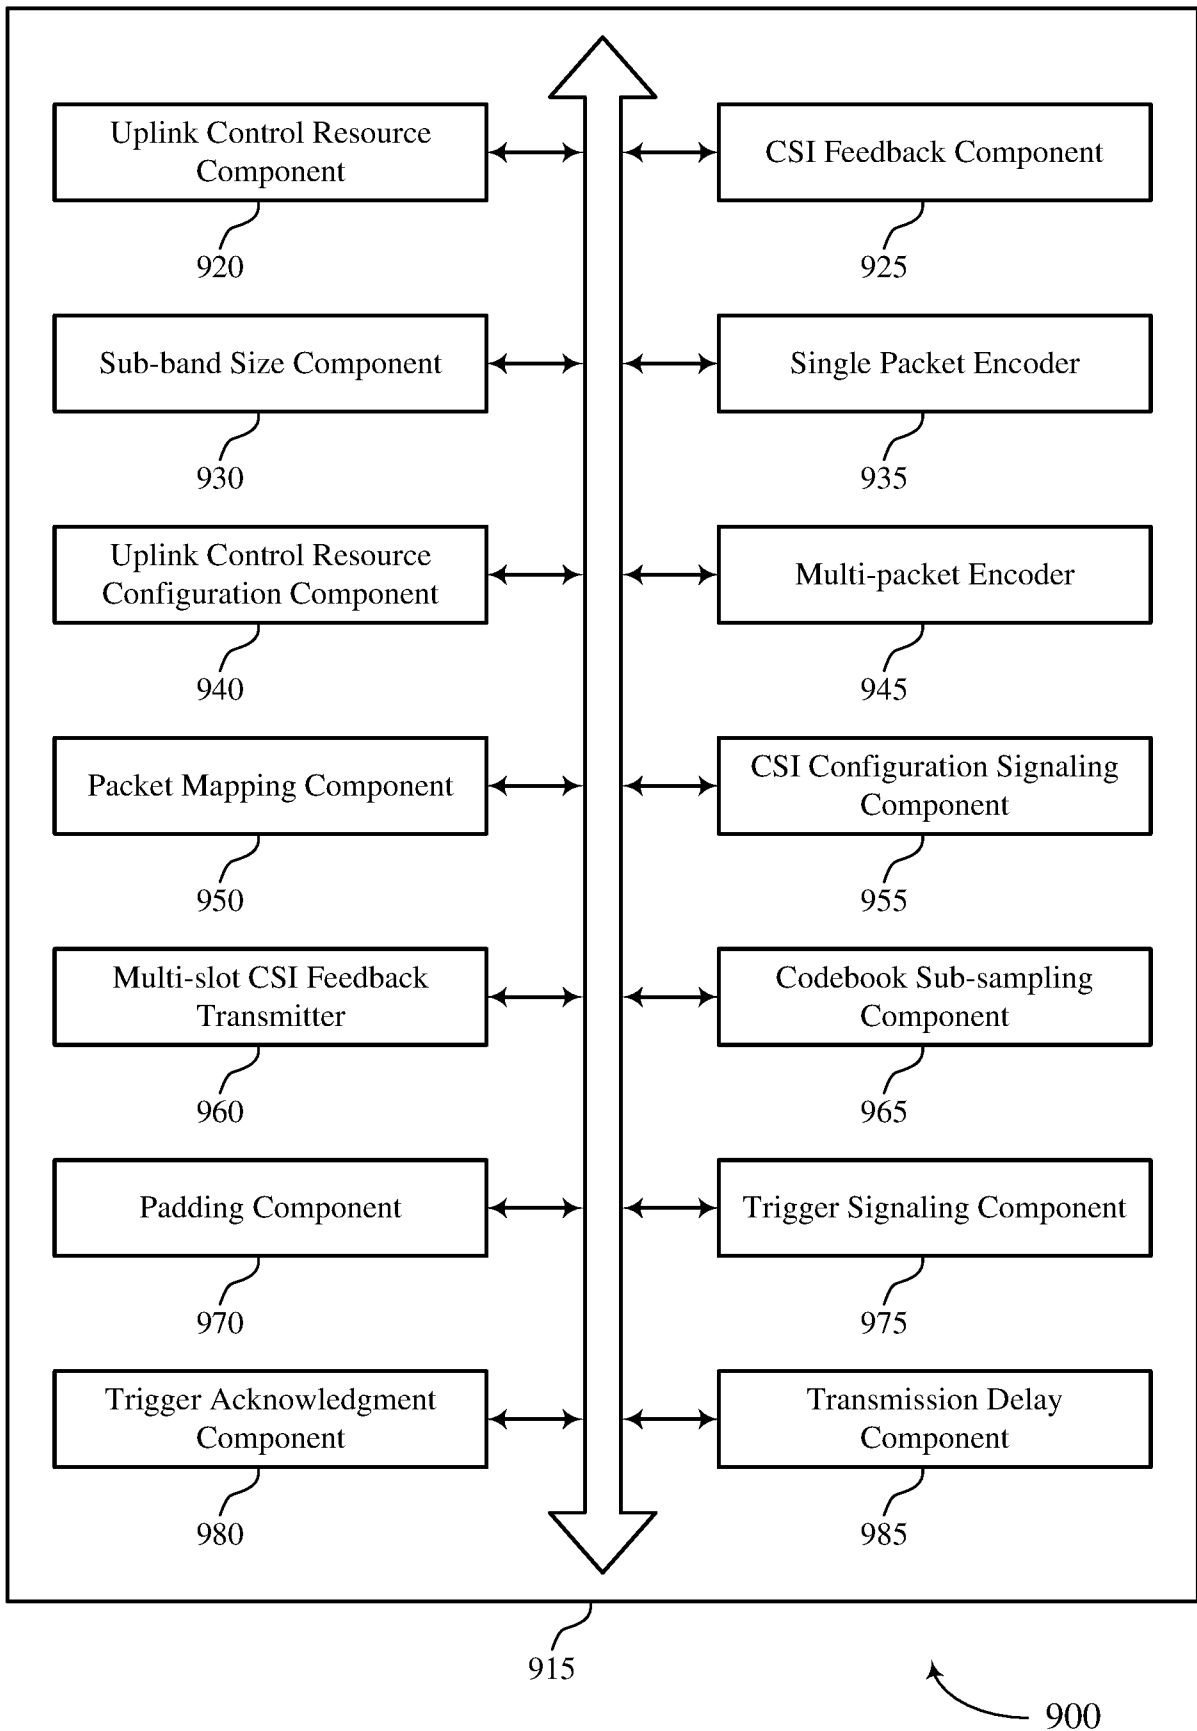 Uplink Control Resource
Component
920
CSI Feedback Component
925
Sub-band Size Component
930
Single Packet Encoder
935
Uplink Control Resource
Configuration Component
940
Multi-packet Encoder
945
Packet Mapping Component
950
CSI Configuration Signaling
Component
955
Multi-slot CSI Feedback
Transmitter
960
Codebook Sub-sampling
Component
965
Padding Component
970
Trigger Signaling Component
975
Trigger Acknowledgment
Component
980
Transmission Delay
Component
985
915
900